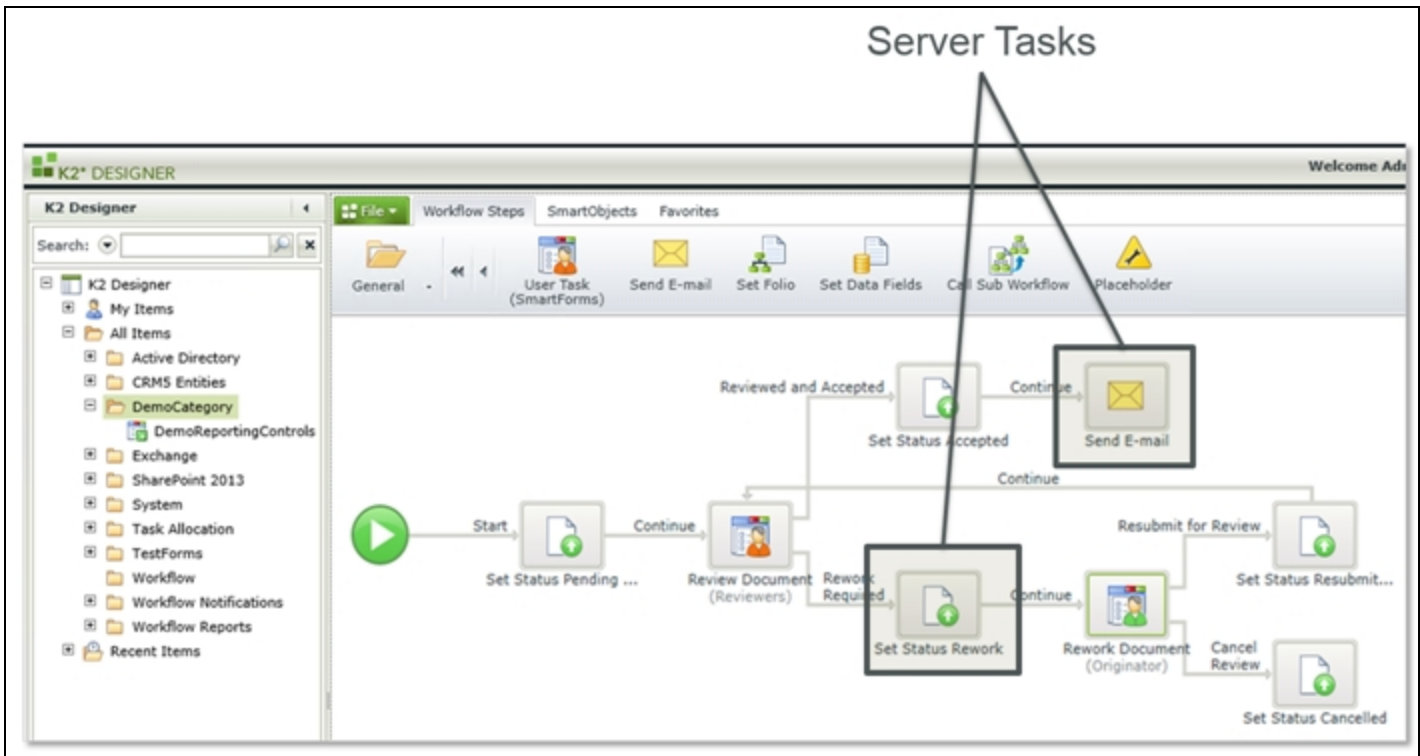 Server Tasks
K2* DESIGNER
Welcome Adm
K2 Designer
Search:
K2 Designer
My Items
All Items
Active Directory
CRM5 Entities
DemoCategory
DemoReportingControls
Exchange
SharePoint 2013
System
Task Allocation
TestForms
Workflow
Workflow Notifications
Workflow Reports
Recent Items
File
Workflow Steps
SmartObjects
Favorites
General
User Task
(SmartForms)
Send E-mail
Set Folio
Set Data Fields
Call Sub Workflow
Placeholder
Reviewed and Accepted
Set Status Accepted
Continue
Send E-mail
Continue
Start
Set Status Pending ...
Continue
Review Document
(Reviewers)
Rework
Required
Set Status Rework
Continue
Rework Document
(Originator)
Resubmit for Review
Set Status Resubmit...
Cancel
Review
Set Status Cancelled